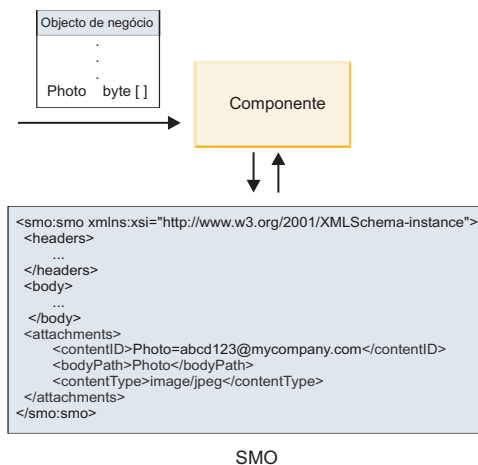 Objecto de negócio
.
.
.
Photo byte [ ]
Componente
<smo:smo xmlns:xsi="http://www.w3.org/2001/XMLSchema-instance">
<headers>
...
</headers>
<body>
...
</body>
<attachments>
<contentID>Photo=abcd123@mycompany.com</contentID>
<bodyPath>Photo</bodyPath>
<contentType>image/jpeg</contentType>
</attachments>
</smo:smo>
SMO